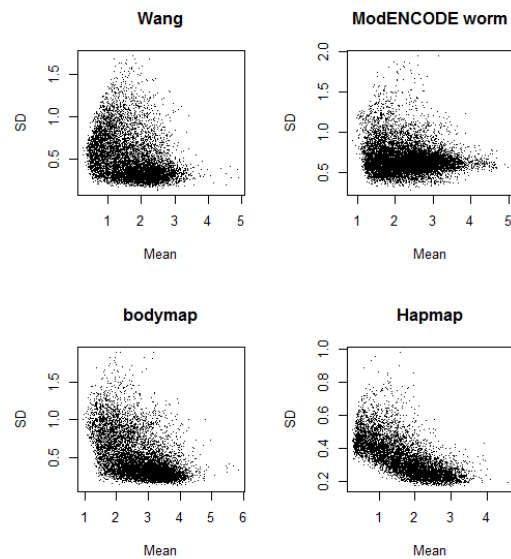 Wang
SD
0.5 1.0 1.5
1 2 3 4 5
Mean
ModENCODE worm
SD
0.5 1.0 1.5 2.0
1 2 3 4 5
Mean
bodymap
SD
0.5 1.0 1.5
1 2 3 4 5 6
Mean
Hapmap
SD
0.2 0.4 0.6 0.8 1.0
1 2 3 4
Mean